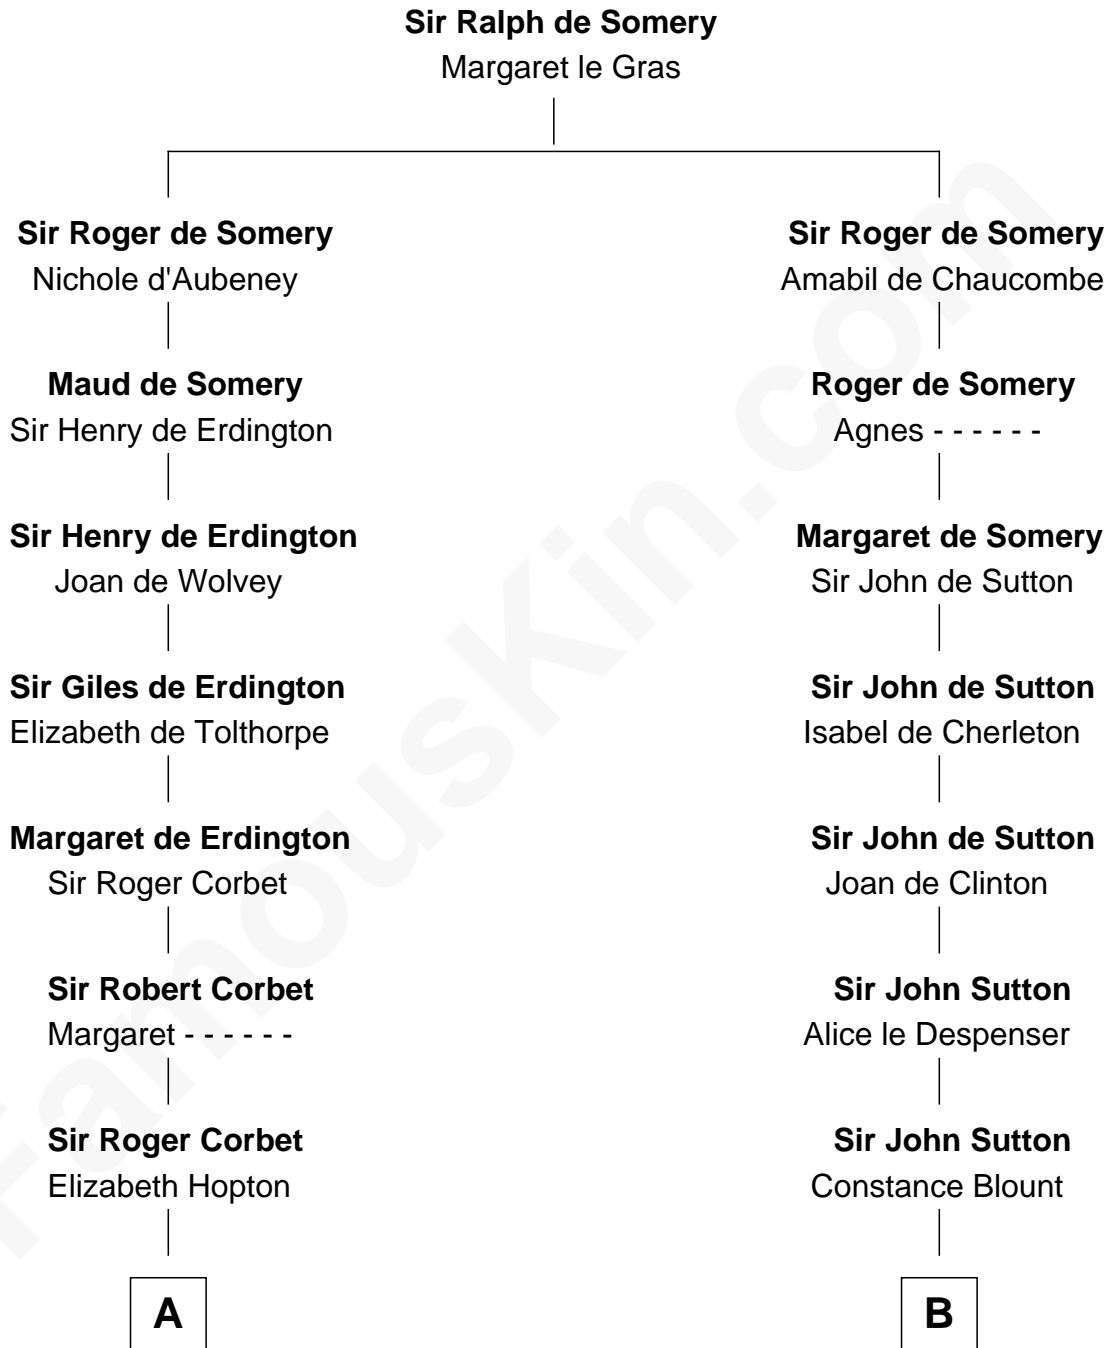 Sir Ralph de Somery
Margaret le Gras
Sir Roger de Somery
Nichole d'Aubeney
Maud de Somery
Sir Henry de Erdington
Sir Henry de Erdington
Joan de Wolvey
Sir Giles de Erdington
Elizabeth de Tolthorpe
Margaret de Erdington
Sir Roger Corbet
Sir Robert Corbet
Margaret - - - - - -
Sir Roger Corbet
Elizabeth Hopton
A
Sir Roger de Somery
Amabil de Chaucombe
Roger de Somery
Agnes - - - - - -
Margaret de Somery
Sir John de Sutton
Sir John de Sutton
Isabel de Cherleton
Sir John de Sutton
Joan de Clinton
Sir John Sutton
Alice le Despenser
Sir John Sutton
Constance Blount
B
FamousKin.com